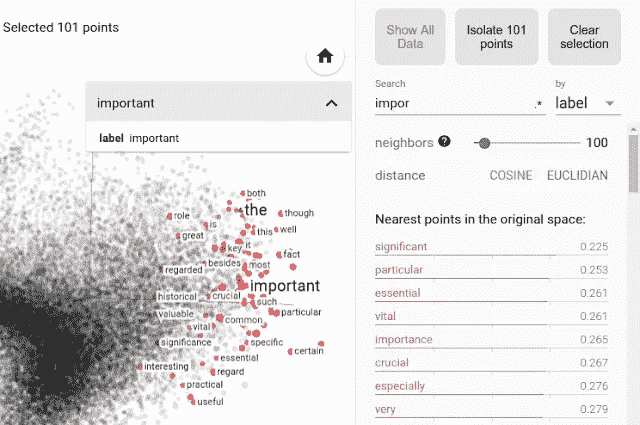 Selected 101 points
important
label important
both
the
though
role
is
great
this
well
key
it
fact
besides
most
regarded
important
historical
crucial
such
valuable
particular
common
vital
significance
specific
certain
essential
interesting
regard
practical
useful
Show All
Data
Isolate 101
points
Clear
selection
Search
by
impor
.*
label
neighbors
?
100
distance
COSINE
EUCLIDIAN
Nearest points in the original space:
significant 0.225
particular 0.253
essential 0.261
vital 0.261
importance 0.265
crucial 0.267
especially 0.276
very 0.279